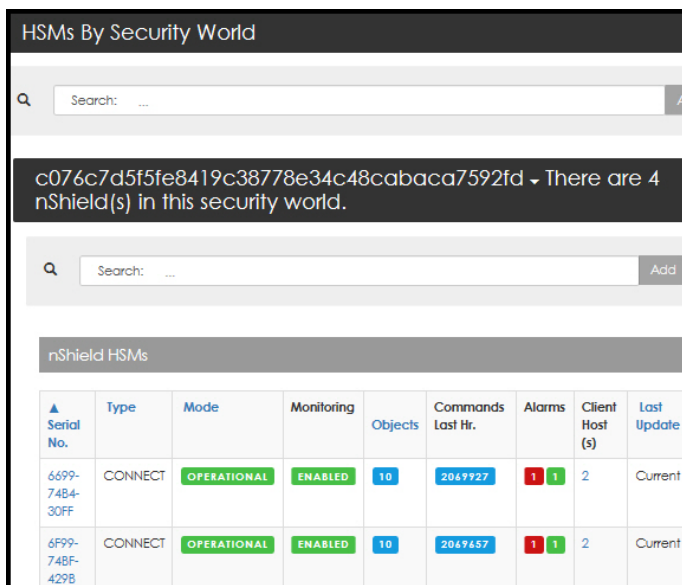 HSMs By Security World
Search: ...
c076c7d5f5fe8419c38778e34c48cabaca7592fd There are 4
nShield(s) in this security world.
Search: ... Add
nShield HSMs
▲ Serial No. Type Mode Monitoring Objects Commands Last Hr. Alarms Client Host (s) Last Update
6699-74B4-30FF CONNECT OPERATIONAL ENABLED 10 2069927 1 1 2 Current
6F99-74BF-429B CONNECT OPERATIONAL ENABLED 10 2069657 1 1 2 Current